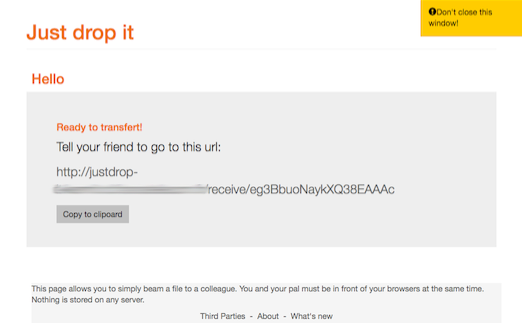 Just drop it
Don't close this
window!
Hello
Ready to transfert!
Tell your friend to go to this url:
http://justdrop-
/receive/eg3BbuoNaykXQ38EAAAc
Copy to clipoard
This page allows you to simply beam a file to a colleague. You and your pal must be in front of your browsers at the same time.
Nothing is stored on any server.
Third Parties - About - What's new